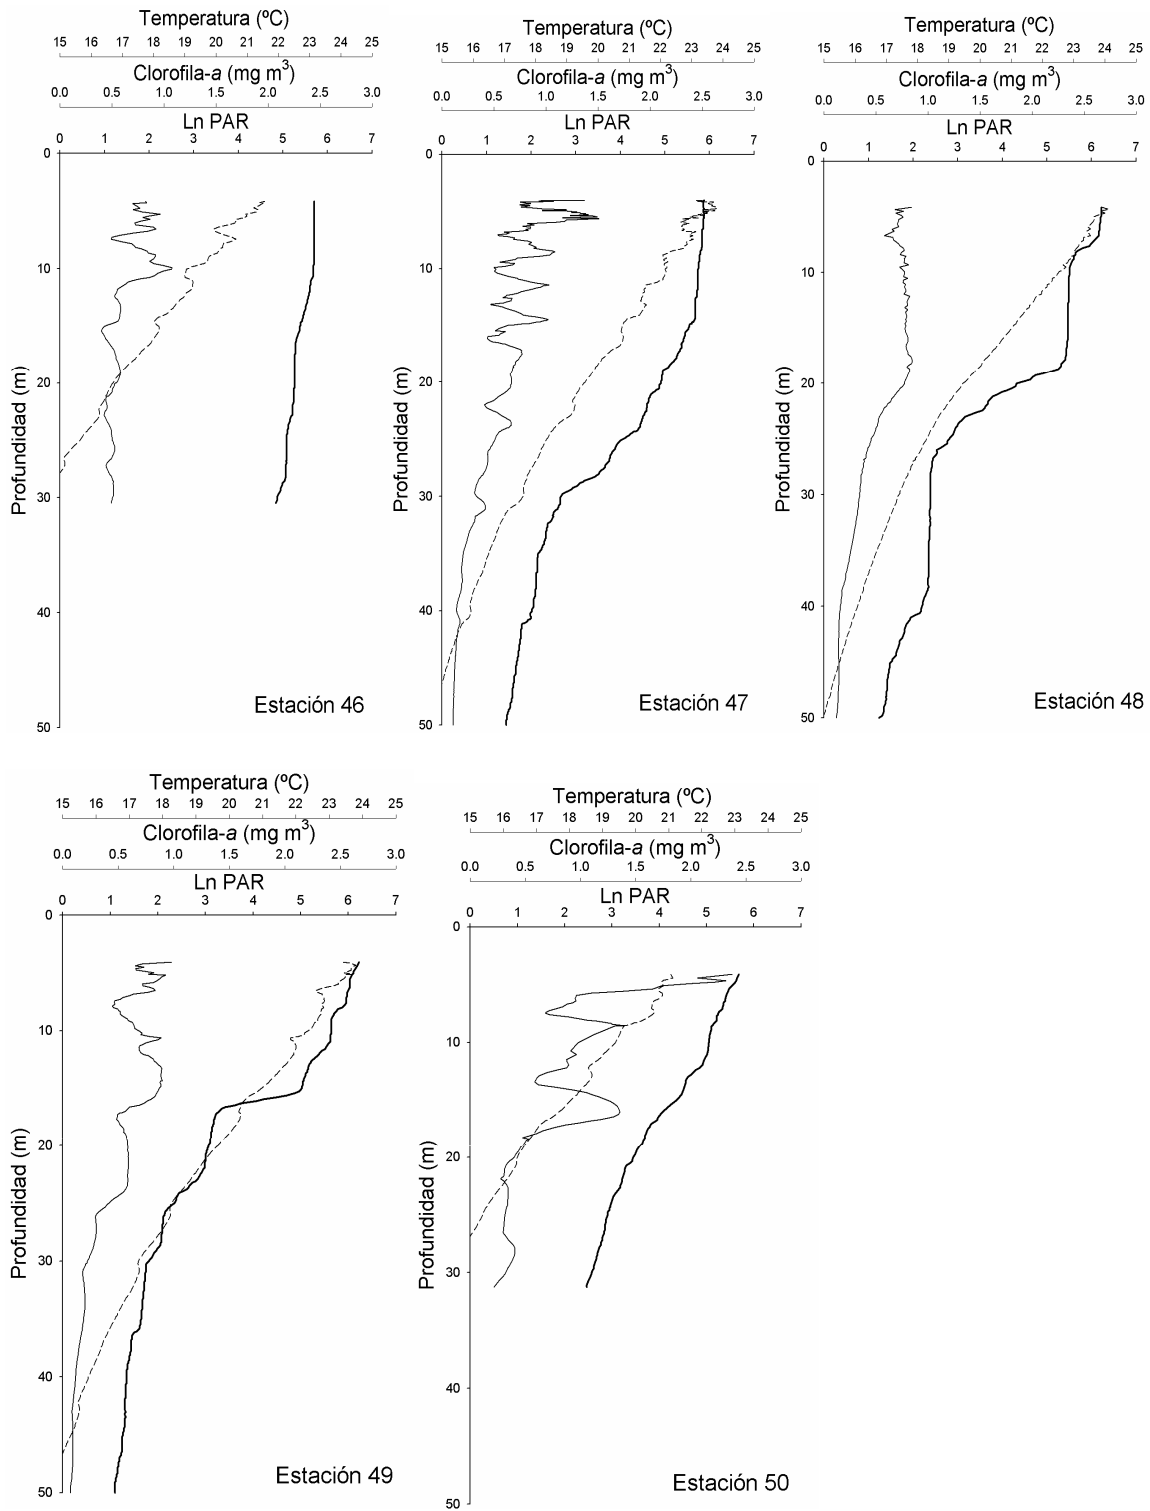 Temperatura (ºC)
15 16 17 18 19 20 21 22 23 24 25
Clorofila-a (mg m3)
0.0 0.5 1.0 1.5 2.0 2.5 3.0
Ln PAR
0 1 2 3 4 5 6 7
0
10
20
30
40
50
Profundidad (m)
Estación 46
Temperatura (ºC)
15 16 17 18 19 20 21 22 23 24 25
Clorofila-a (mg m3)
0.0 0.5 1.0 1.5 2.0 2.5 3.0
Ln PAR
0 1 2 3 4 5 6 7
0
10
20
30
40
50
Profundidad (m)
Estación 47
Temperatura (ºC)
15 16 17 18 19 20 21 22 23 24 25
Clorofila-a (mg m3)
0.0 0.5 1.0 1.5 2.0 2.5 3.0
Ln PAR
0 1 2 3 4 5 6 7
0
10
20
30
40
50
Profundidad (m)
Estación 48
Temperatura (ºC)
15 16 17 18 19 20 21 22 23 24 25
Clorofila-a (mg m3)
0.0 0.5 1.0 1.5 2.0 2.5 3.0
Ln PAR
0 1 2 3 4 5 6 7
0
10
20
30
40
50
Profundidad (m)
Estación 49
Temperatura (ºC)
15 16 17 18 19 20 21 22 23 24 25
Clorofila-a (mg m3)
0.0 0.5 1.0 1.5 2.0 2.5 3.0
Ln PAR
0 1 2 3 4 5 6 7
0
10
20
30
40
50
Profundidad (m)
Estación 50